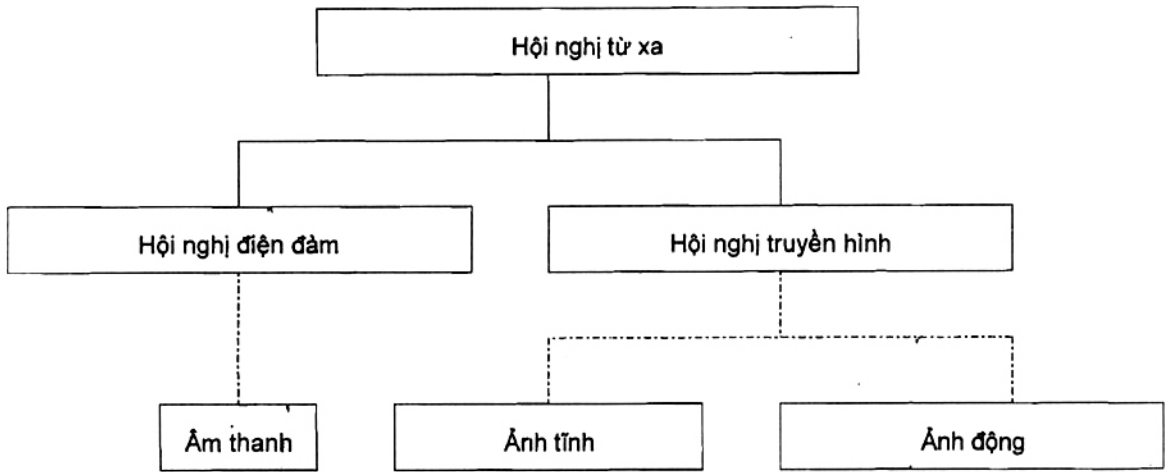 Hội nghị từ xa
Hội nghị điện đàm
Hội nghị truyền hình
Âm thanh
Ảnh tĩnh
Ảnh động